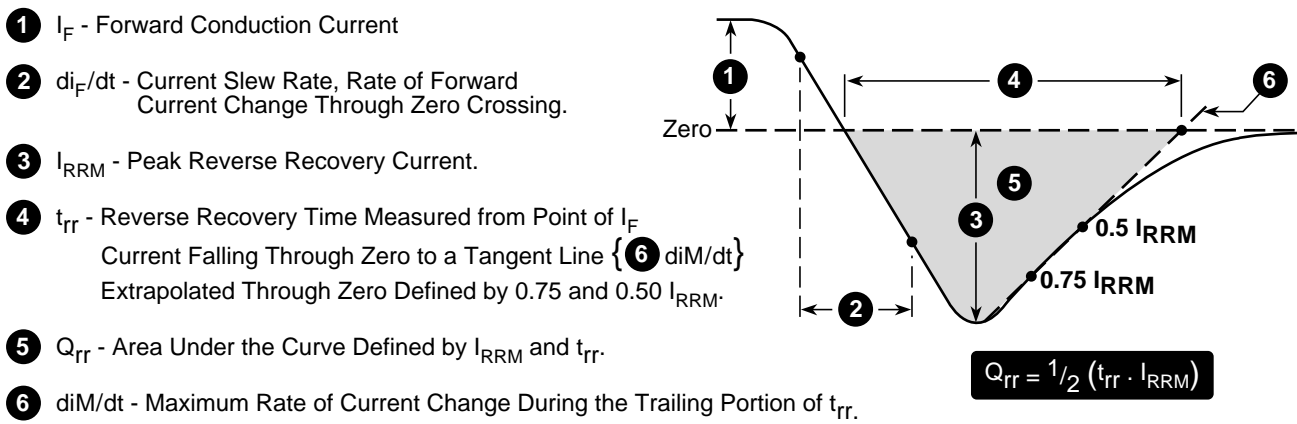 1 I_F - Forward Conduction Current
2 di_F/dt - Current Slew Rate, Rate of Forward
Current Change Through Zero Crossing.
3 I_RRM - Peak Reverse Recovery Current.
4 t_rr - Reverse Recovery Time Measured from Point of I_F
Current Falling Through Zero to a Tangent Line {6 diM/dt}
Extrapolated Through Zero Defined by 0.75 and 0.50 I_RRM.
5 Q_rr - Area Under the Curve Defined by I_RRM and t_rr.
6 diM/dt - Maximum Rate of Current Change During the Trailing Portion of t_rr.
1
4
6
Zero
5
3
0.5 I_RRM
0.75 I_RRM
2
Q_rr = 1/2 (t_rr . I_RRM)